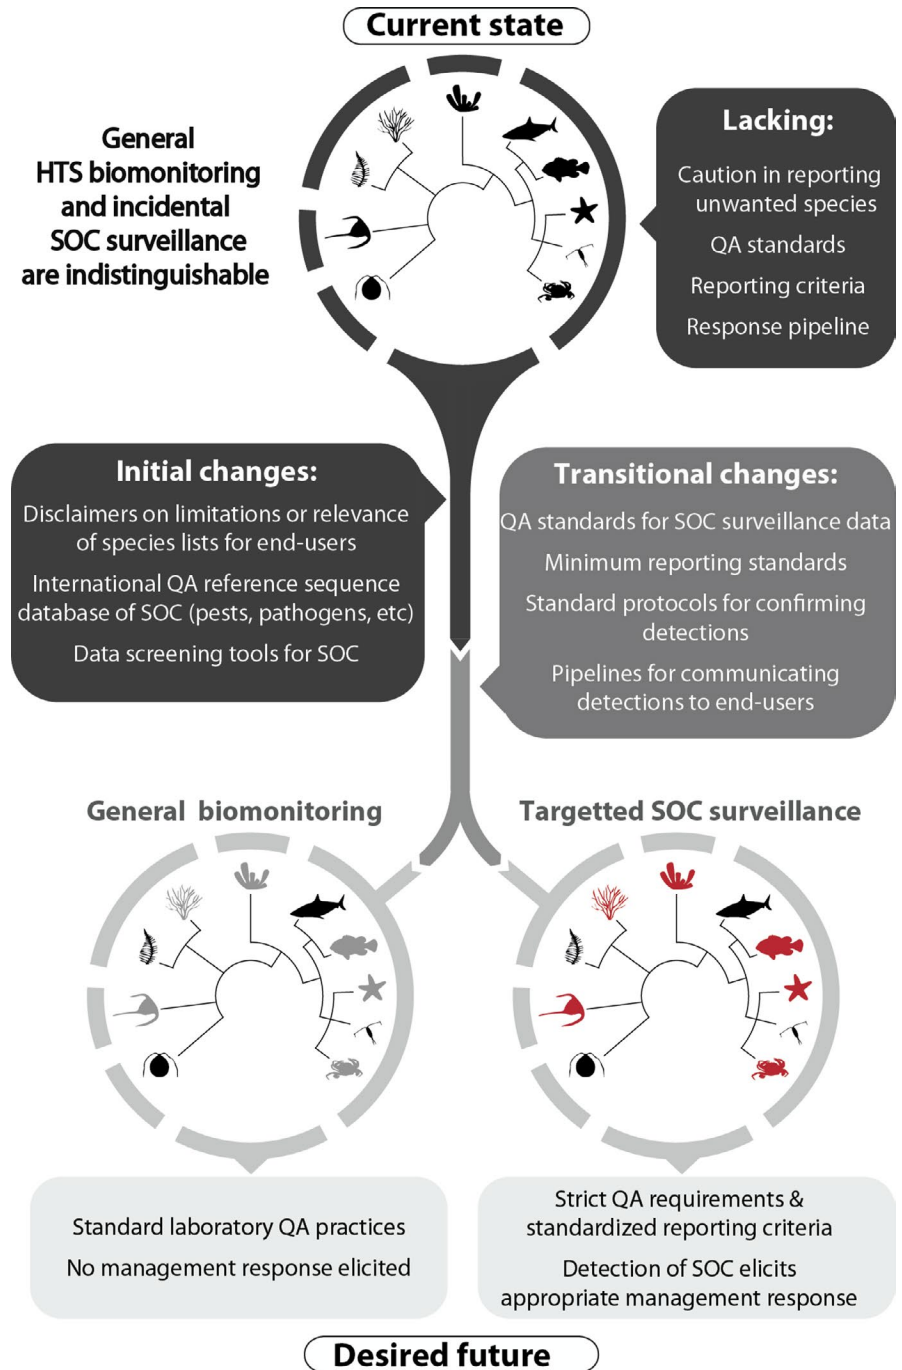 Current state
General
HTS biomonitoring
and incidental
SOC surveillance
are indistinguishable
Lacking:
Caution in reporting
unwanted species
QA standards
Reporting criteria
Response pipeline
Initial changes:
Disclaimers on limitations or relevance
of species lists for end-users
International QA reference sequence
database of SOC (pests, pathogens, etc)
Data screening tools for SOC
Transitional changes:
QA standards for SOC surveillance data
Minimum reporting standards
Standard protocols for confirming
detections
Pipelines for communicating
detections to end-users
General biomonitoring
Targetted SOC surveillance
Standard laboratory QA practices
No management response elicited
Strict QA requirements &
standardized reporting criteria
Detection of SOC elicits
appropriate management response
Desired future